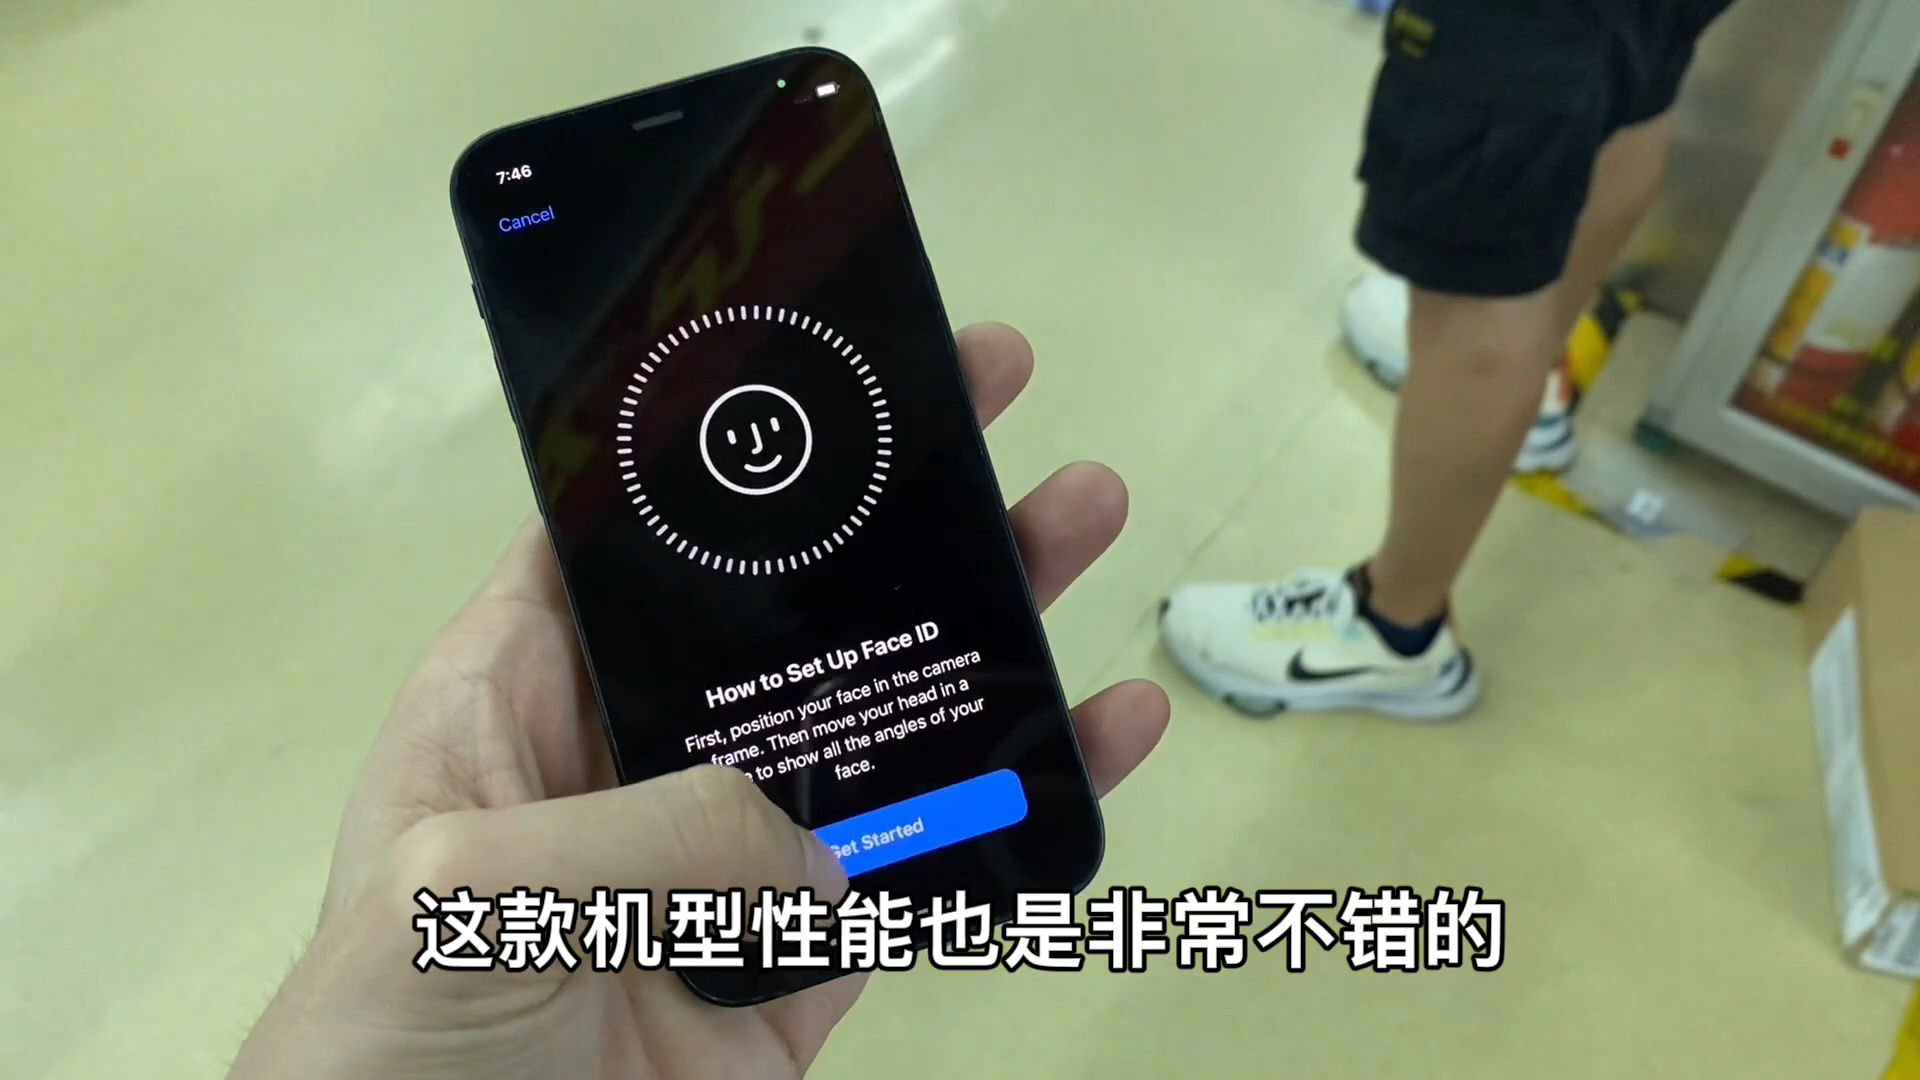 7:46
Cancel
How to Set Up Face ID
First, position your face in the camera
frame. Then move your head in a
to show all the angles of your
face.
Get Started
这款机型性能也是非常不错的